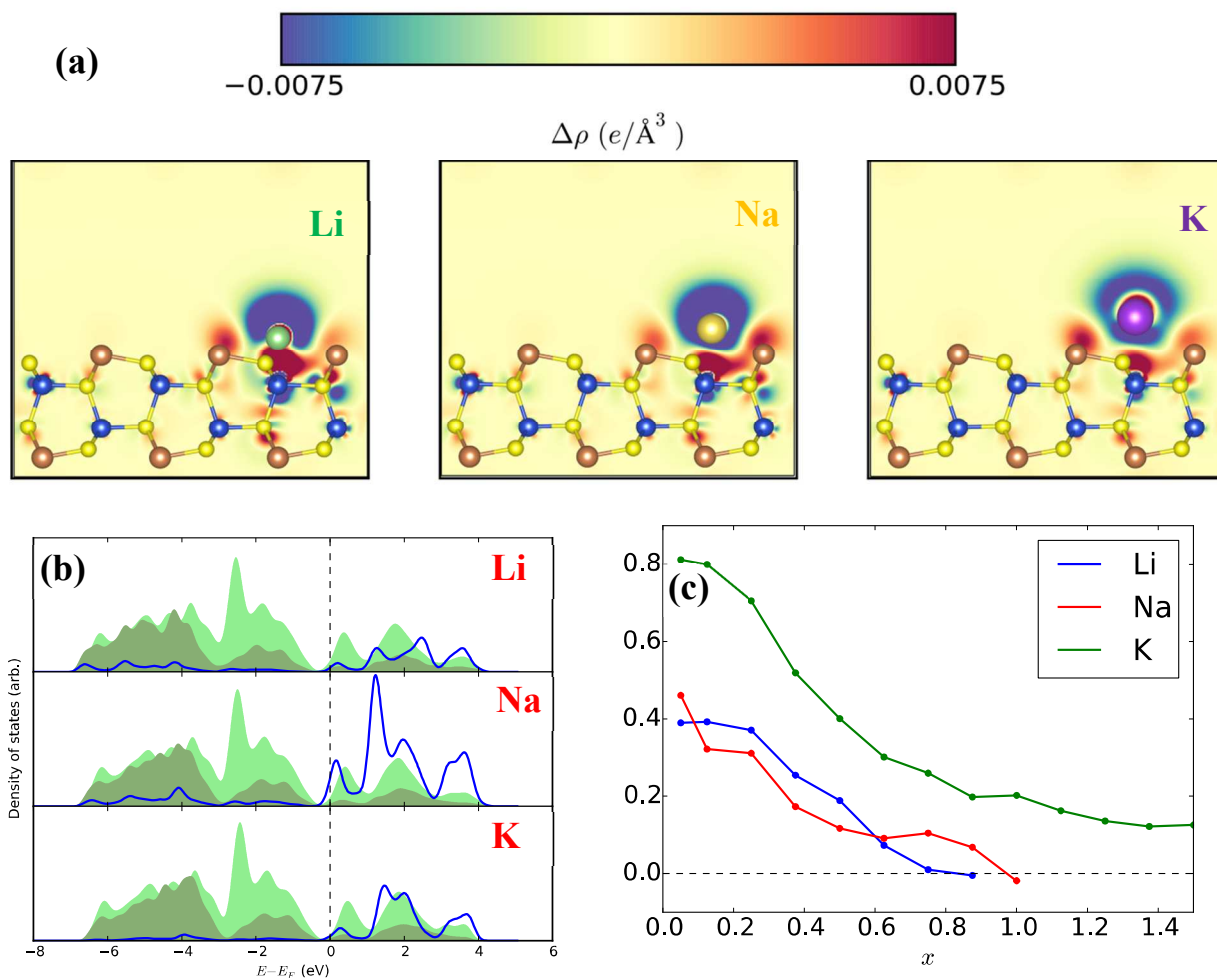 (a)
−0.0075 0.0075
Δρ (e/Å³)
Li
Na
K
(b)
Li
Na
K
Density of states (arb.)
−8 −6 −4 −2 0 2 4 6
E−E_F (eV)
(c)
Li
Na
K
0.8
0.6
0.4
0.2
0.0
0.0 0.2 0.4 0.6 0.8 1.0 1.2 1.4
x